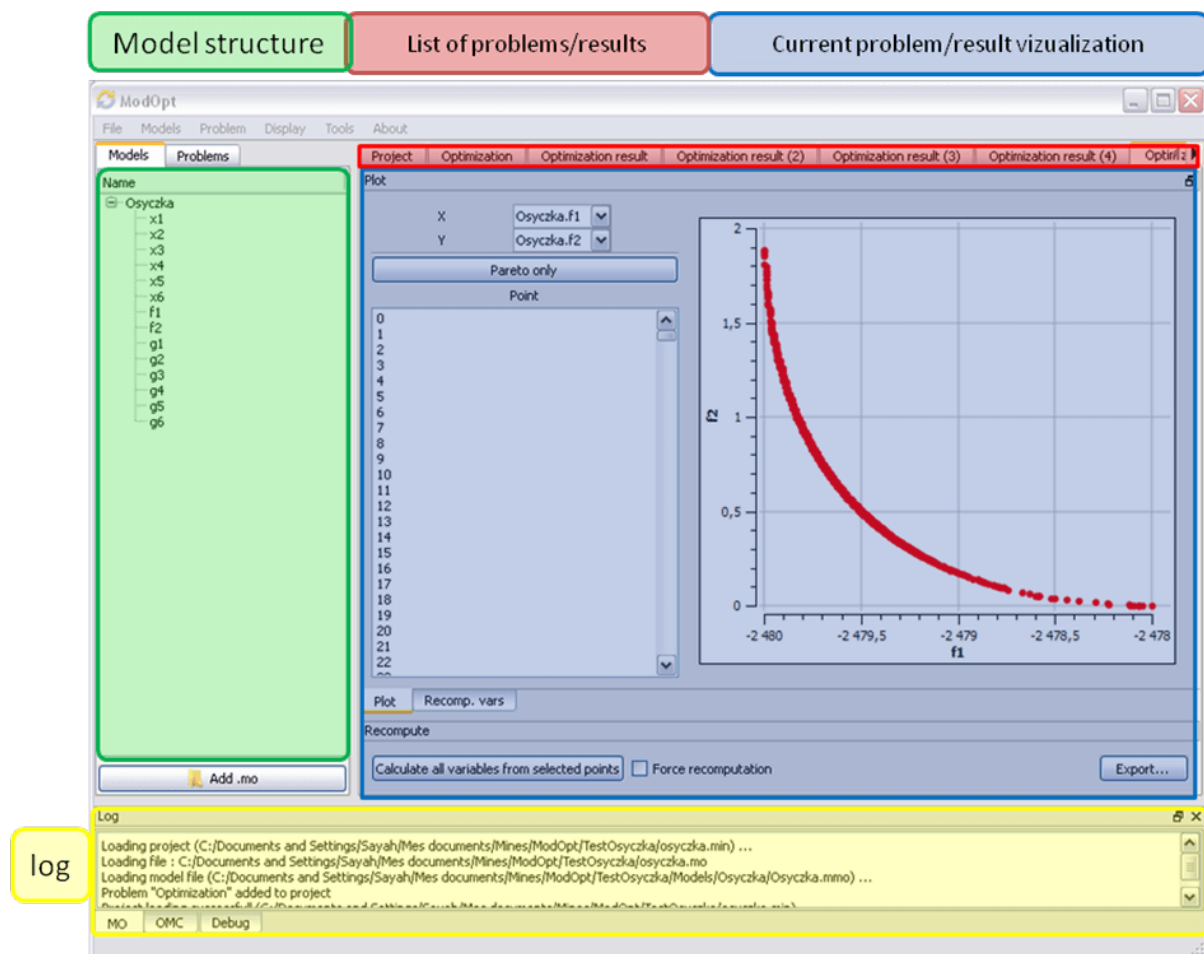 Model structure
List of problems/results
Current problem/result vizualization
ModOpt
File Models Problem Display Tools About
Models Problems
Project Optimization Optimization result Optimization result (2) Optimization result (3) Optimization result (4)
Name
Osyczka
x1
x2
x3
x4
x5
x6
f1
f2
g1
g2
g3
g4
g5
g6
Add .mo
Plot
X Osyczka.f1
Y Osyczka.f2
Pareto only
Point
0
1
2
3
4
5
6
7
8
9
10
11
12
13
14
15
16
17
18
19
20
21
22
2
1,5
f2
1
0,5
0
-2 480 -2 479,5 -2 479 -2 478,5 -2 478
f1
Plot Recomp. vars
Recompute
Calculate all variables from selected points Force recomputation Export...
log
Log
Loading project (C:/Documents and Settings/Sayah/Mes documents/Mines/ModOpt/TestOsyczka/osyczka.min) ...
Loading file : C:/Documents and Settings/Sayah/Mes documents/Mines/ModOpt/TestOsyczka/osyczka.mo
Loading model file (C:/Documents and Settings/Sayah/Mes documents/Mines/ModOpt/TestOsyczka/Models/Osyczka/Osyczka.mmo) ...
Problem "Optimization" added to project
MO OMC Debug